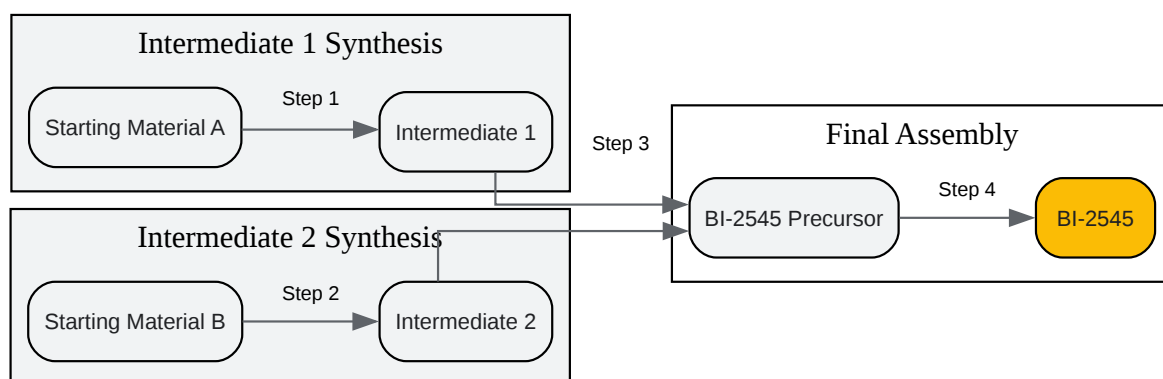 Intermediate 1 Synthesis
Starting Material A
Step 1
Intermediate 1
Step 3
Final Assembly
BI-2545 Precursor
Step 4
BI-2545
Intermediate 2 Synthesis
Starting Material B
Step 2
Intermediate 2